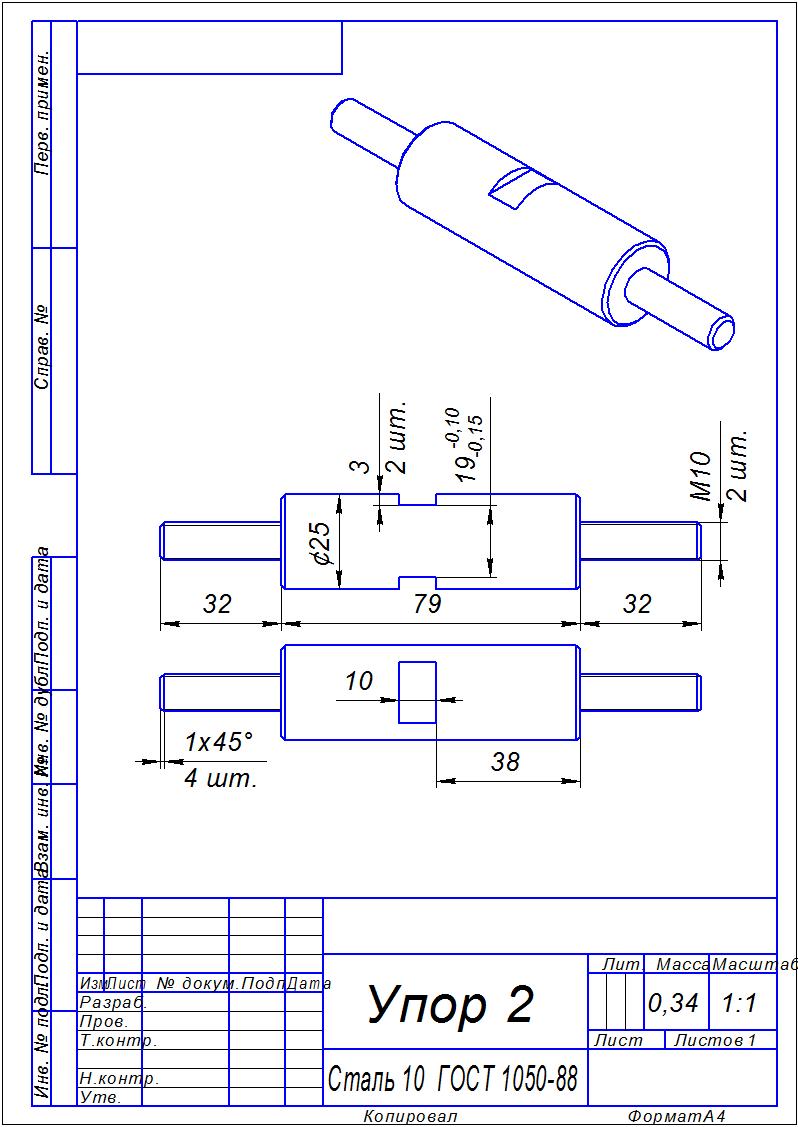 Перв. примен.
Справ. №
Подп. и дата
Инв. № дубл.
Взам. инв. №
Подп. и дата
Инв. № подл.
3
2 шт.
19 -0,10 -0,15
М10
2 шт.
¢25
32
79
32
10
1x45°
4 шт.
38
Изм Лист № докум. Подп. Дата
Разраб.
Пров.
Т.контр.
Н.контр.
Утв.
Упор 2
Сталь 10 ГОСТ 1050-88
Лит. Масса Масштаб
0,34 1:1
Лист Листов 1
Копировал
Формат А4